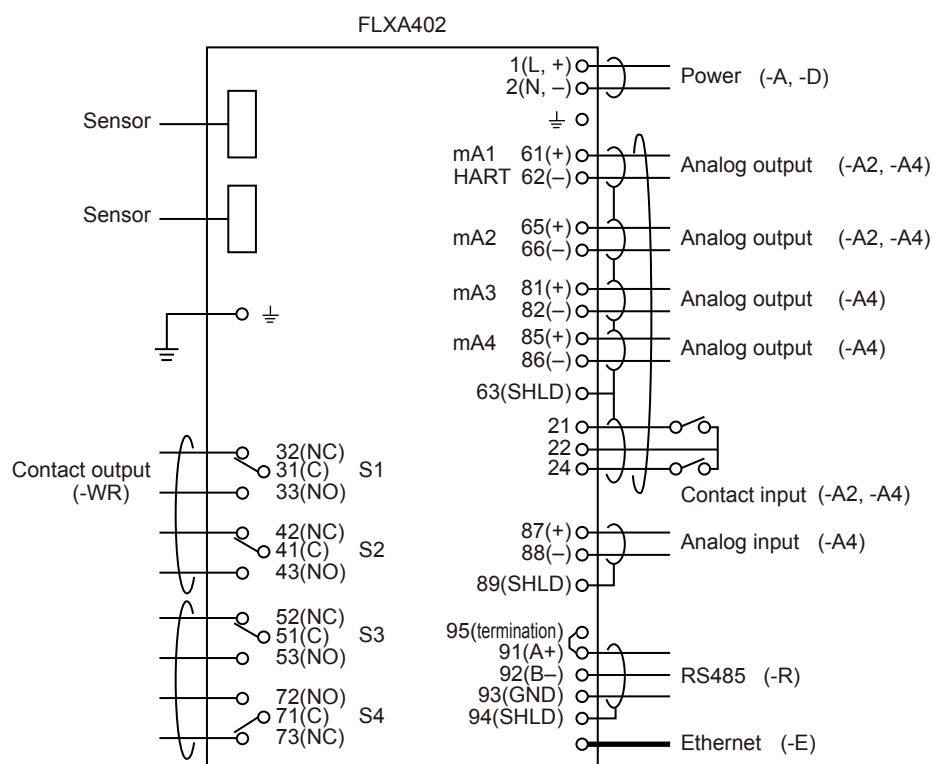 FLXA402
Sensor
Sensor
Contact output
(-WR)
32(NC)
31(C) S1
33(NO)
42(NC)
41(C) S2
43(NO)
52(NC)
51(C) S3
53(NO)
72(NO)
71(C) S4
73(NC)
1(L, +)
2(N, –)
Power (-A, -D)
mA1 61(+)
HART 62(–)
Analog output (-A2, -A4)
mA2
65(+)
66(–)
Analog output (-A2, -A4)
mA3
81(+)
82(–)
Analog output (-A4)
mA4
85(+)
86(–)
Analog output (-A4)
63(SHLD)
21
22
24
Contact input (-A2, -A4)
87(+)
88(–)
Analog input (-A4)
89(SHLD)
95(termination)
91(A+)
92(B–)
93(GND)
94(SHLD)
RS485 (-R)
Ethernet (-E)